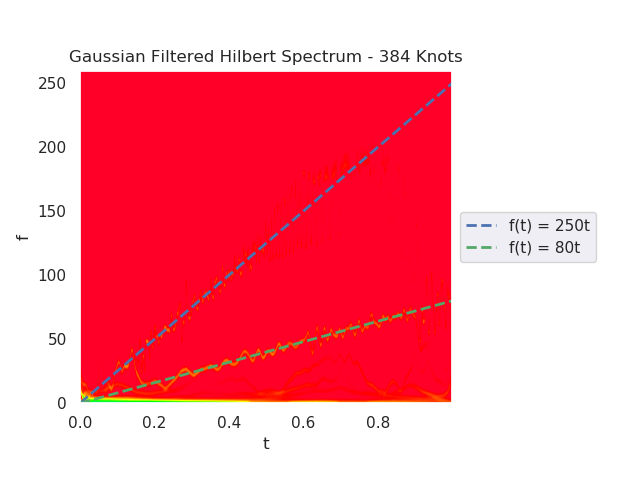 Gaussian Filtered Hilbert Spectrum - 384 Knots
250
200
150
100
50
0
f
0.0 0.2 0.4 0.6 0.8
t
f(t) = 250t
f(t) = 80t